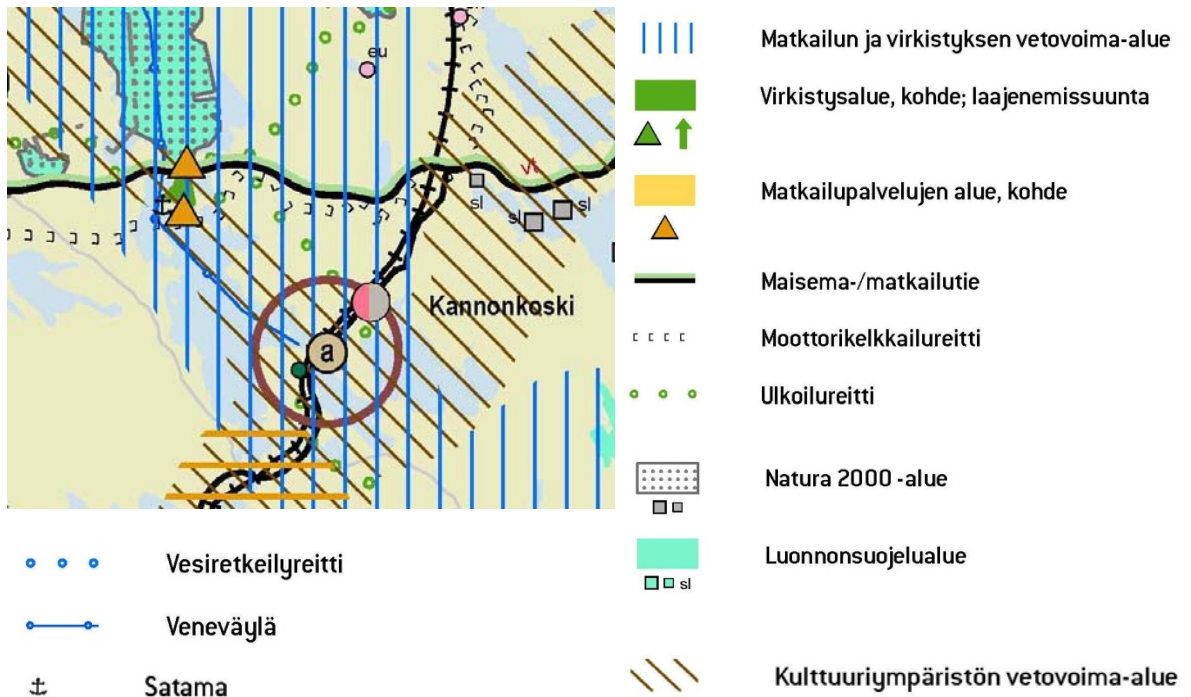 eu
vt
sl
sl
sl
Kannonkoski
a
Vesiretkeilyreitti
Veneväylä
Satama
Matkailun ja virkistyksen vetovoima-alue
Virkistysalue, kohde; laajenemissuunta
Matkailupalvelujen alue, kohde
Maisema-/matkailutie
Moottorikelkkailureitti
Ulkoilureitti
Natura 2000 -alue
Luonnonsuojelualue
sl
Kulttuuriympäristön vetovoima-alue